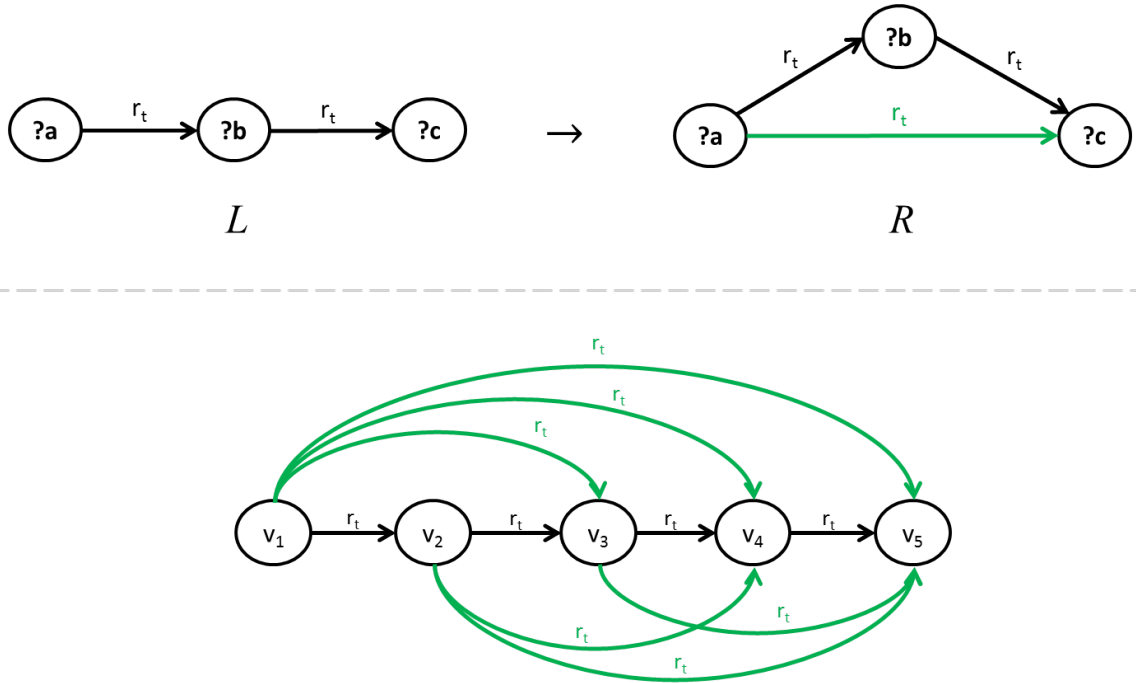 ?a r_t ?b r_t ?c
→
?b
r_t r_t
?a r_t ?c
L R
r_t
r_t
r_t
v_1 r_t v_2 r_t v_3 r_t v_4 r_t v_5
r_t
r_t
r_t